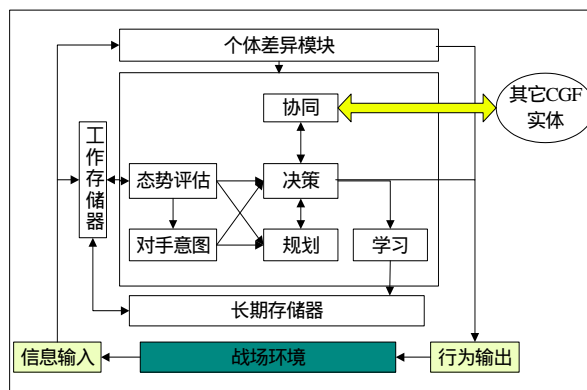 个体差异模块
协同
其它CGF
实体
工作存储器
态势评估
决策
对手意图
规划
学习
长期存储器
信息输入
战场环境
行为输出